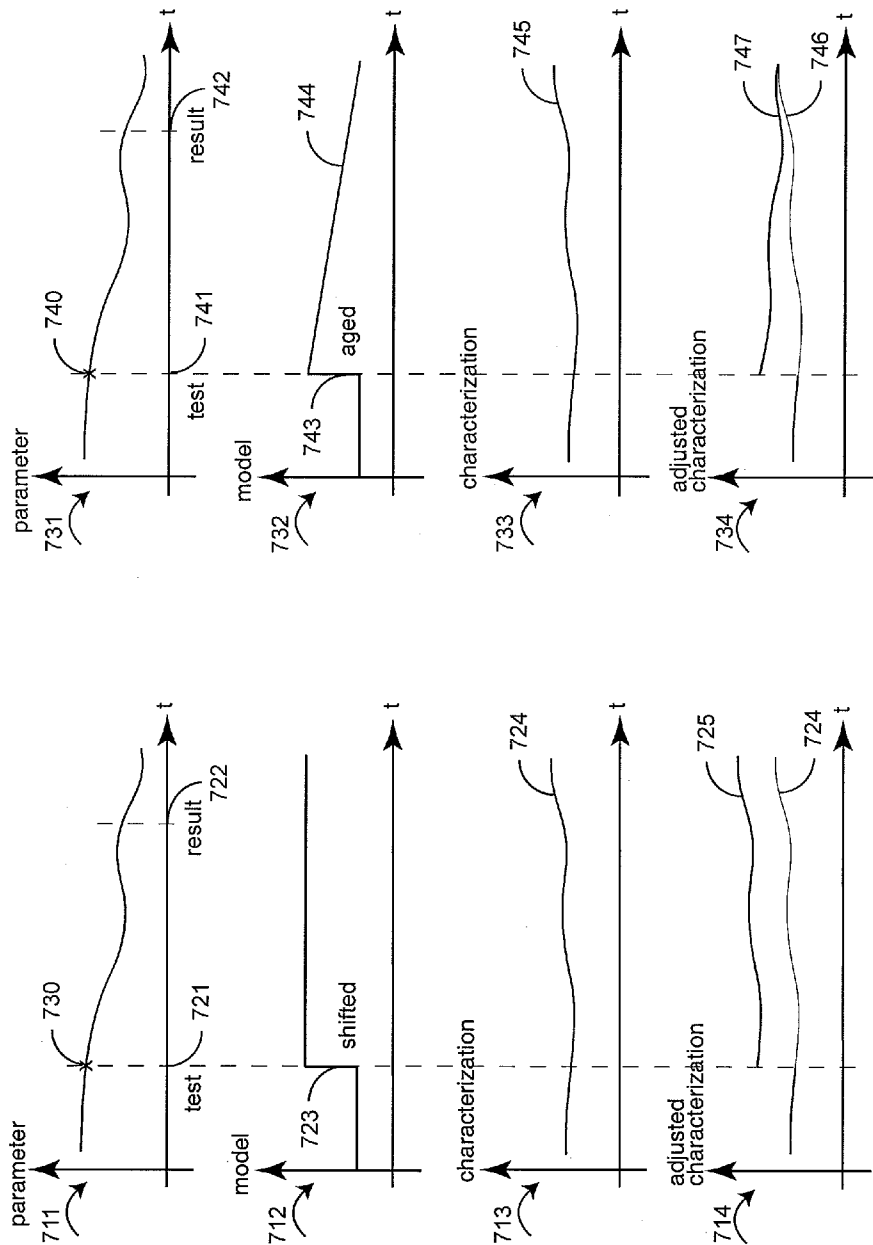 parameter
711
730
721
test
722
result
t
model
712
723
shifted
characterization
713
724
t
adjusted
characterization
714
725
724
parameter
731
740
741
test
742
result
t
model
732
743
aged
744
characterization
733
745
adjusted
characterization
734
747
746
t